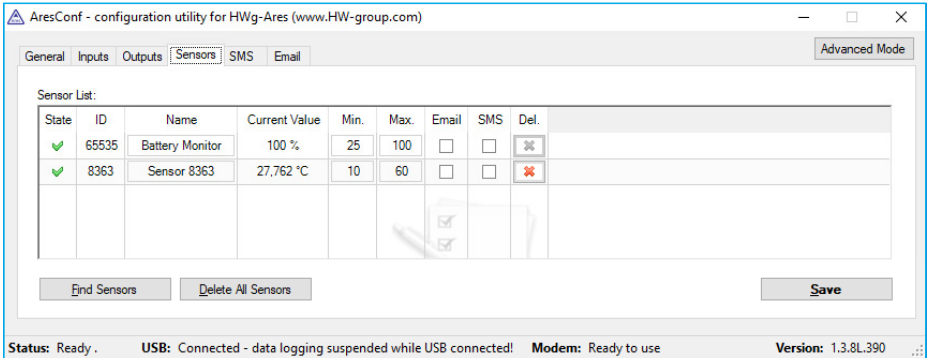 AresConf - configuration utility for HWg-Ares (www.HW-group.com)
Advanced Mode
General Inputs Outputs Sensors SMS Email
Sensor List:
State ID Name Current Value Min. Max. Email SMS Del.
65535 Battery Monitor 100 % 25 100
8363 Sensor 8363 27,762 °C 10 60
Find Sensors Delete All Sensors Save
Status: Ready . USB: Connected - data logging suspended while USB connected! Modem: Ready to use Version: 1.3.8L.390